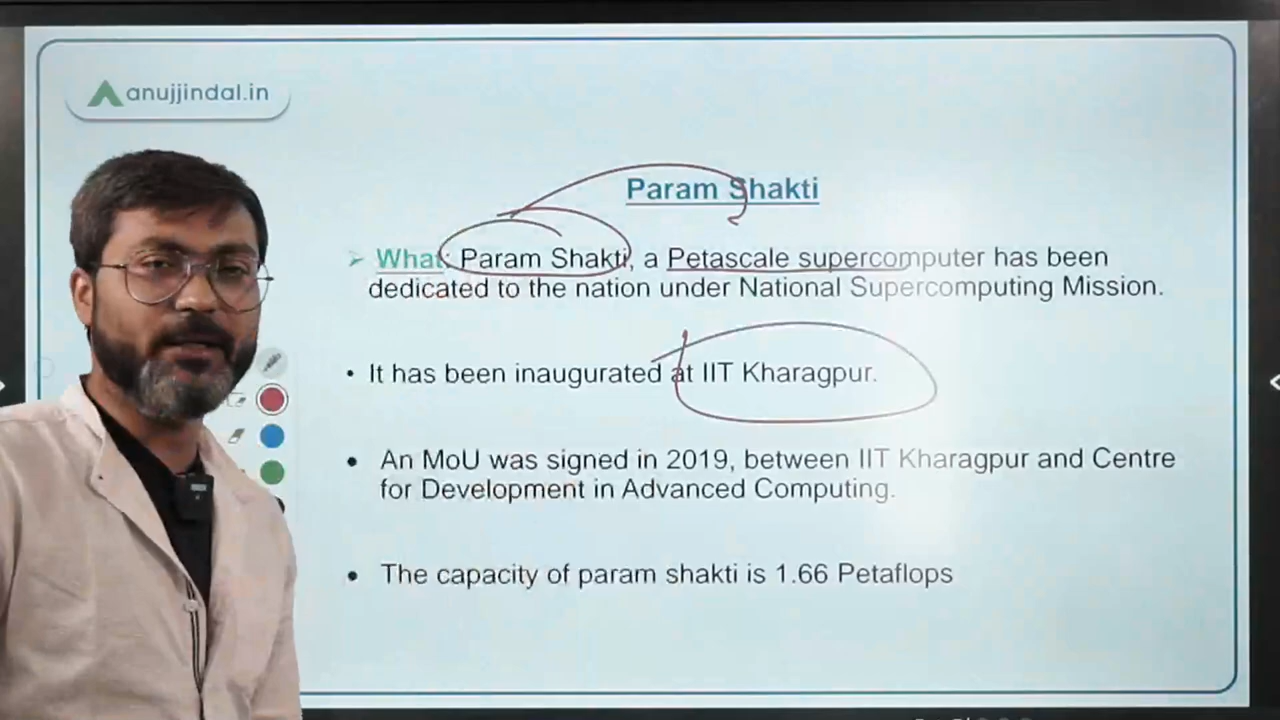 anujjindal.in
Param Shakti
➢ What: Param Shakti, a Petascale supercomputer has been
dedicated to the nation under National Supercomputing Mission.
• It has been inaugurated at IIT Kharagpur.
• An MoU was signed in 2019, between IIT Kharagpur and Centre
for Development in Advanced Computing.
• The capacity of param shakti is 1.66 Petaflops